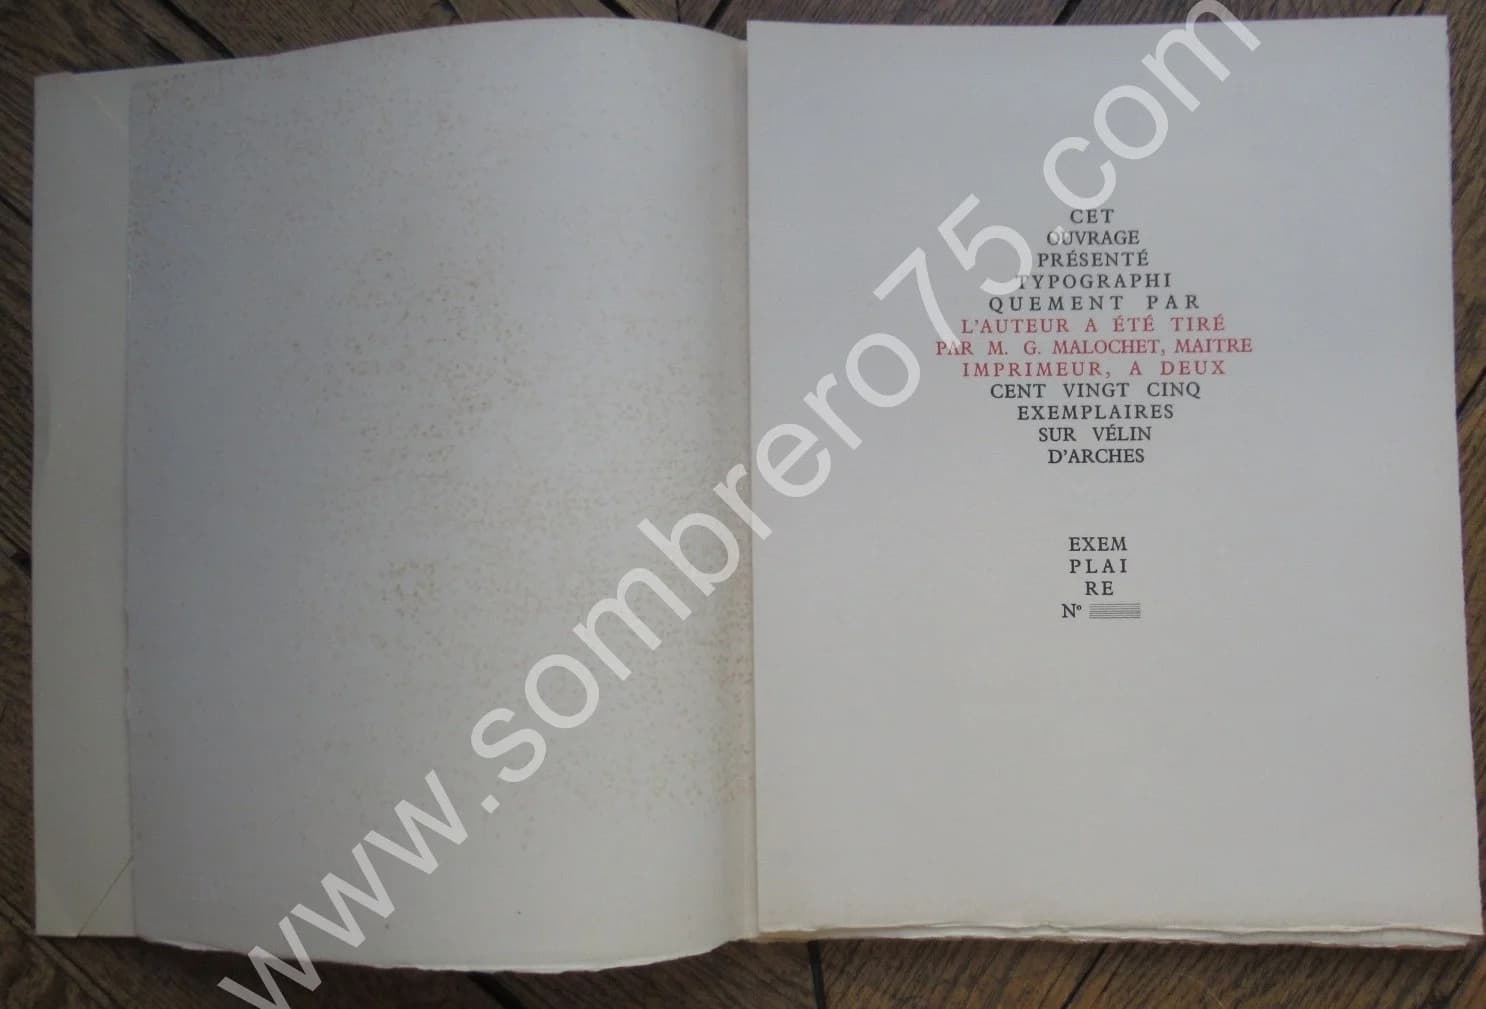 CET
OUVRAGE
PRÉSENTÉ
TYPOGRAPHI
QUEMENT PAR
L'AUTEUR A ÉTÉ TIRÉ
PAR M. G. MALOCHET, MAITRE
IMPRIMEUR, A DEUX
CENT VINGT CINQ
EXEMPLAIRES
SUR VÉLIN
D'ARCHES
EXEM
PLAI
RE
Nº
www.sombrero75.com